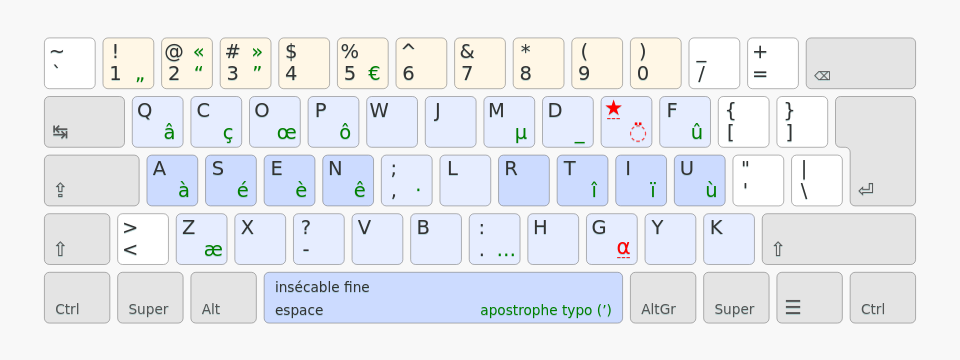 ~ ! @ « # » $ % ^ & * ( ) _ +
` 1 „ 2 “ 3 ” 4 5 € 6 7 8 9 0 / = ⌫
Q C O P W J M D ★ F { }
↹ â ç œ ô µ _ ◌̈ û [ ]
A S E N ; L R T I U " |
⇪ à é è ê , · î ï ù ' \ ⏎
> Z X ? V B : H G Y K
⇧ < æ - . … α ⇧
insécable fine
Ctrl Super Alt espace apostrophe typo (’) AltGr Super ☰ Ctrl